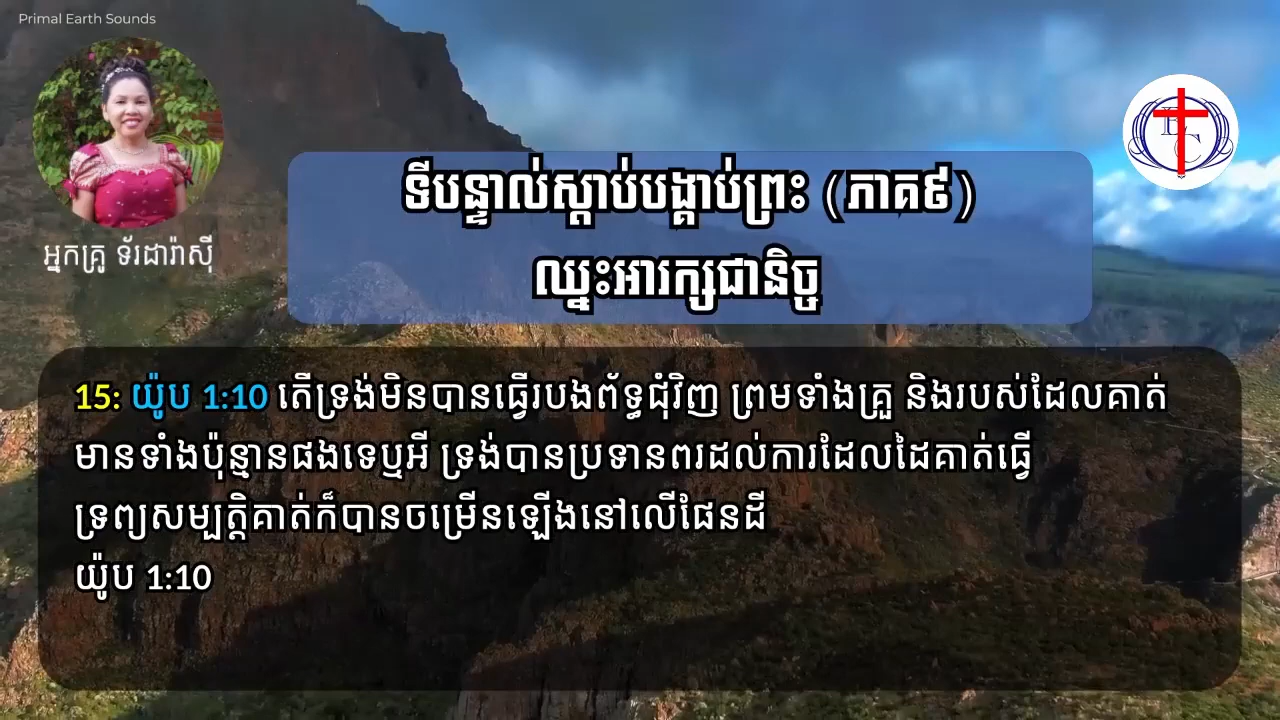 Primal Earth Sounds
ទីបន្ទាល់ស្តាប់បង្គាប់ព្រះ (ភាគ៩)
ឈ្នះអារក្សជានិច្ច
អ្នកគ្រូ ទ័រដារ៉ាស៊ី
15: យ៉ូប 1:10 តើទ្រង់មិនបានធ្វើរបងព័ទ្ធជុំវិញ ព្រមទាំងគ្រួ និងរបស់ដែលគាត់
មានទាំងប៉ុន្មានផងទេឬអី ទ្រង់បានប្រទានពរដល់ការដែលដៃគាត់ធ្វើ
ទ្រព្យសម្បត្តិគាត់ក៏បានចម្រើនឡើងនៅលើផែនដី
យ៉ូប 1:10